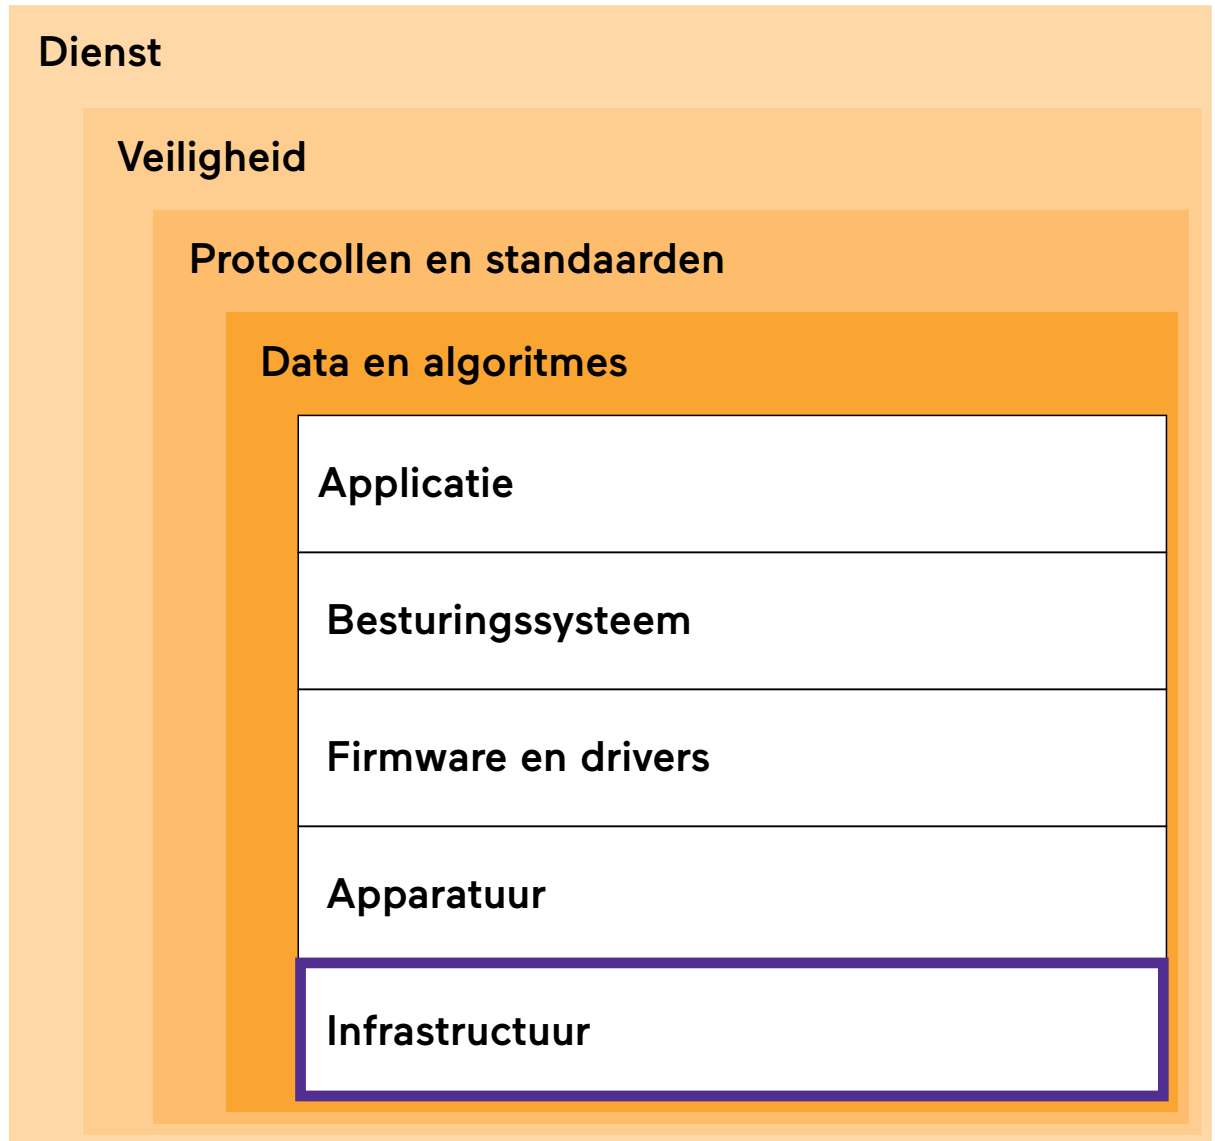 Dienst
Veiligheid
Protocollen en standaarden
Data en algoritmes
Applicatie
Besturingssysteem
Firmware en drivers
Apparatuur
Infrastructuur